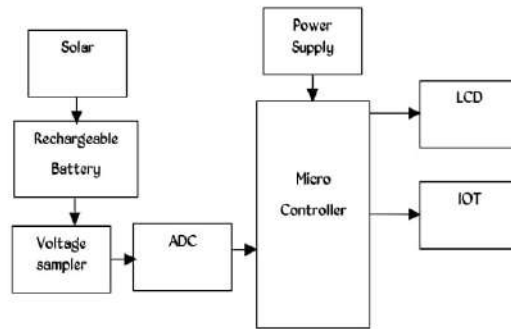 Solar
Power
Supply
LCD
Rechargeable
Battery
Micro
Controller
IOT
Voltage
sampler
ADC